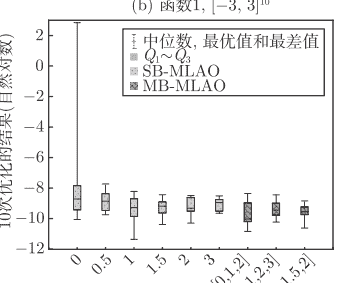 (b) 函数1, [−3, 3]¹⁰
10次优化的结果(自然对数)
2
0
−2
−4
−6
−8
−10
−12
中位数, 最优值和最差值
Q₁~Q₃
SB-MLAO
MB-MLAO
0
0.5
1
1.5
2
3
[0,1,2]
1,2,3]
1.5,2]